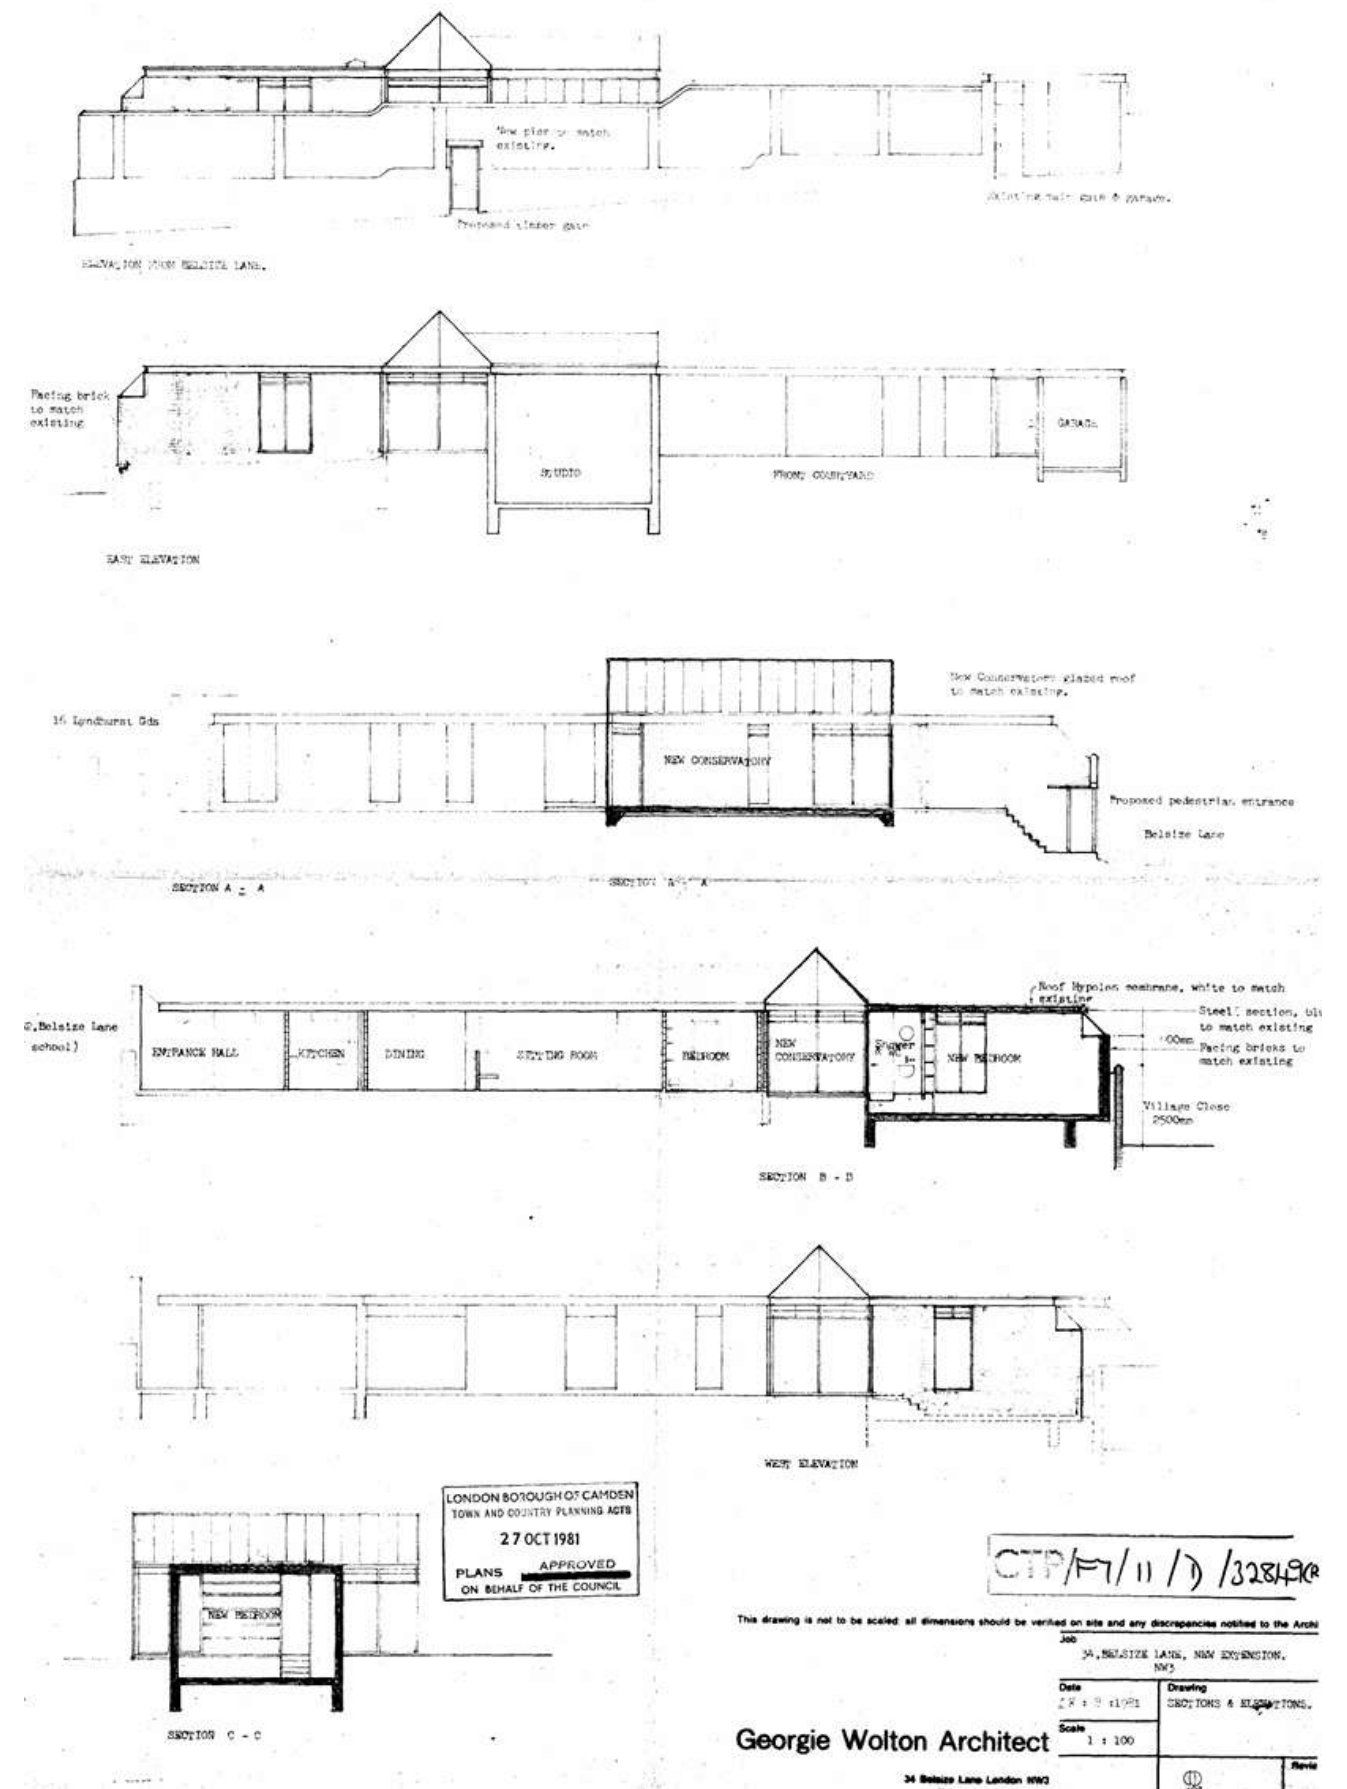 New pier to match
existing.
Existing main gate & garage.
Proposed timber gate
ELEVATION FROM BELSIZE LANE.
Facing brick
to match
existing
STUDIO
FRONT COURTYARD
GARAGE
EAST ELEVATION
New Conservatory glazed roof
to match existing.
16 Lyndhurst Gds
NEW CONSERVATORY
Proposed pedestrian entrance
Belsize Lane
SECTION A - A
SECTION A - A
Roof Hypolon membrane, white to match
existing
Steel section, blu
to match existing
2,Belsize Lane
school)
ENTRANCE HALL
KITCHEN
DINING
SITTING ROOM
BEDROOM
NEW
CONSERVATORY
Shower
NEW BEDROOM
00mm
Facing bricks to
match existing
Village Close
2500mm
SECTION B - B
WEST ELEVATION
LONDON BOROUGH OF CAMDEN
TOWN AND COUNTRY PLANNING ACTS
27 OCT 1981
PLANS APPROVED
ON BEHALF OF THE COUNCIL
NEW BEDROOM
SECTION C - C
CTP/F7/11/D/32849(R
This drawing is not to be scaled: all dimensions should be verified on site and any discrepancies notified to the Archi
Job
34,BELSIZE LANE, NEW EXTENSION,
NW3
Date
Drawing
1981
SECTIONS & ELEVATIONS.
Scale
1 : 100
Georgie Wolton Architect
34 Belsize Lane London NW3
Revis